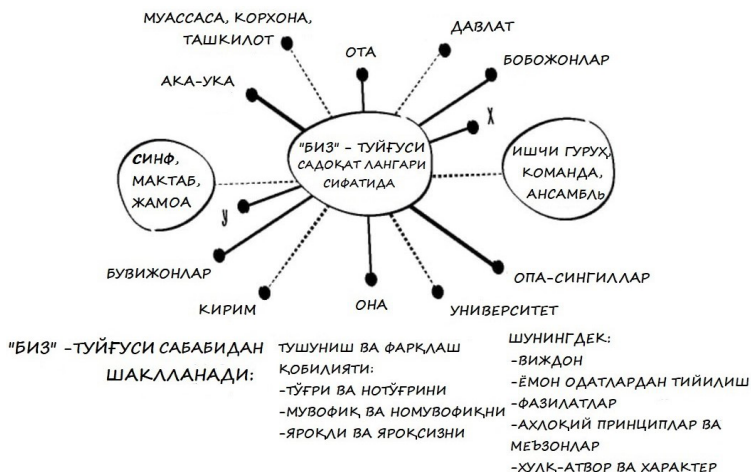 МУАССАСА, КОРХОНА,
ТАШКИЛОТ
ДАВЛАТ
ОТА
БОБОЖОНЛАР
АКА-УКА
Х
"БИЗ" - ТУЙҒУСИ
САДОҚАТ ЛАНГАРИ
СИФАТИДА
СИНФ,
МАКТАБ,
ЖАМОА
ИШЧИ ГУРУҲ,
КОМАНДА,
АНСАМБЛЬ
У
БУВИЖОНЛАР
ОПА-СИНГИЛЛАР
КИРИМ
ОНА
УНИВЕРСИТЕТ
"БИЗ" -ТУЙҒУСИ САБАБИДАН
ШАКЛЛАНАДИ:
ТУШУНИШ ВА ФАРҚЛАШ
ҚОБИЛИЯТИ:
-ТЎҒРИ ВА НОТЎҒРИНИ
-МУВОФИҚ ВА НОМУВОФИҚНИ
-ЯРОҚЛИ ВА ЯРОҚСИЗНИ
ШУНИНГДЕК:
-ВИЖДОН
-ЁМОН ОДАТЛАРДАН ТИЙИЛИШ
-ФАЗИЛАТЛАР
-АХЛОҚИЙ ПРИНЦИПЛАР ВА
МЕЪЗОНЛАР
-ХУЛҚ-АТВОР ВА ХАРАКТЕР